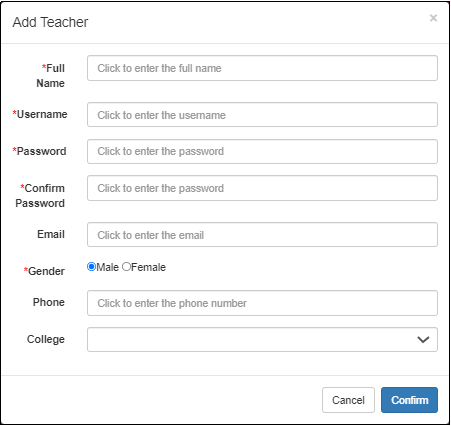 Add Teacher ×
*Full Name Click to enter the full name
*Username Click to enter the username
*Password Click to enter the password
*Confirm Password Click to enter the password
Email Click to enter the email
*Gender Male Female
Phone Click to enter the phone number
College
Cancel Confirm